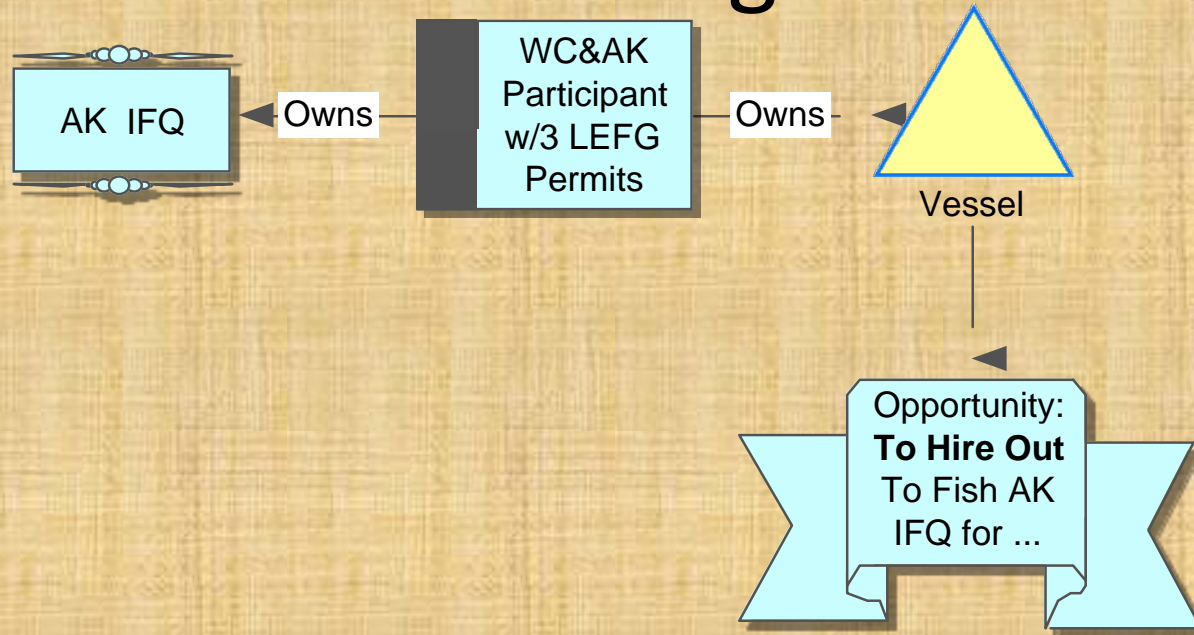 AK IFQ
Owns
WC&AK
Participant
w/3 LEFG
Permits
Owns
Vessel
Opportunity:
To Hire Out
To Fish AK
IFQ for ...